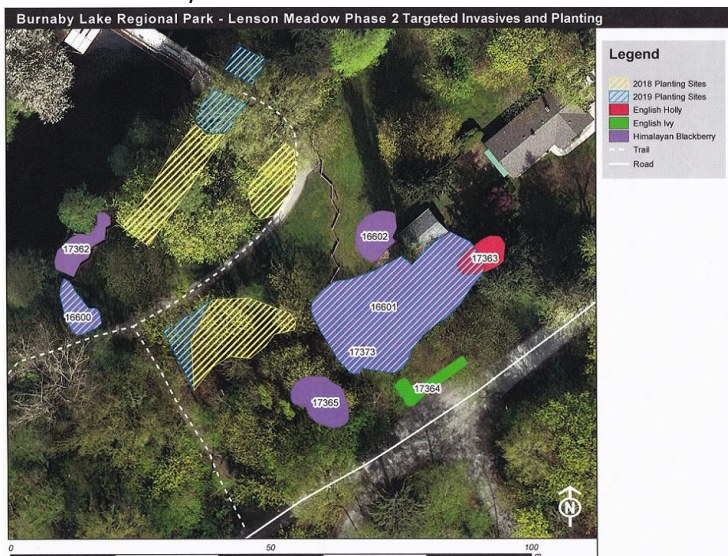 Burnaby Lake Regional Park - Lenson Meadow Phase 2 Targeted Invasives and Planting
Legend
2018 Planting Sites
2019 Planting Sites
English Holly
English Ivy
Himalayan Blackberry
Trail
Road
17362
16602
17363
16600
16601
17373
17364
17365
N
0
50
100
m